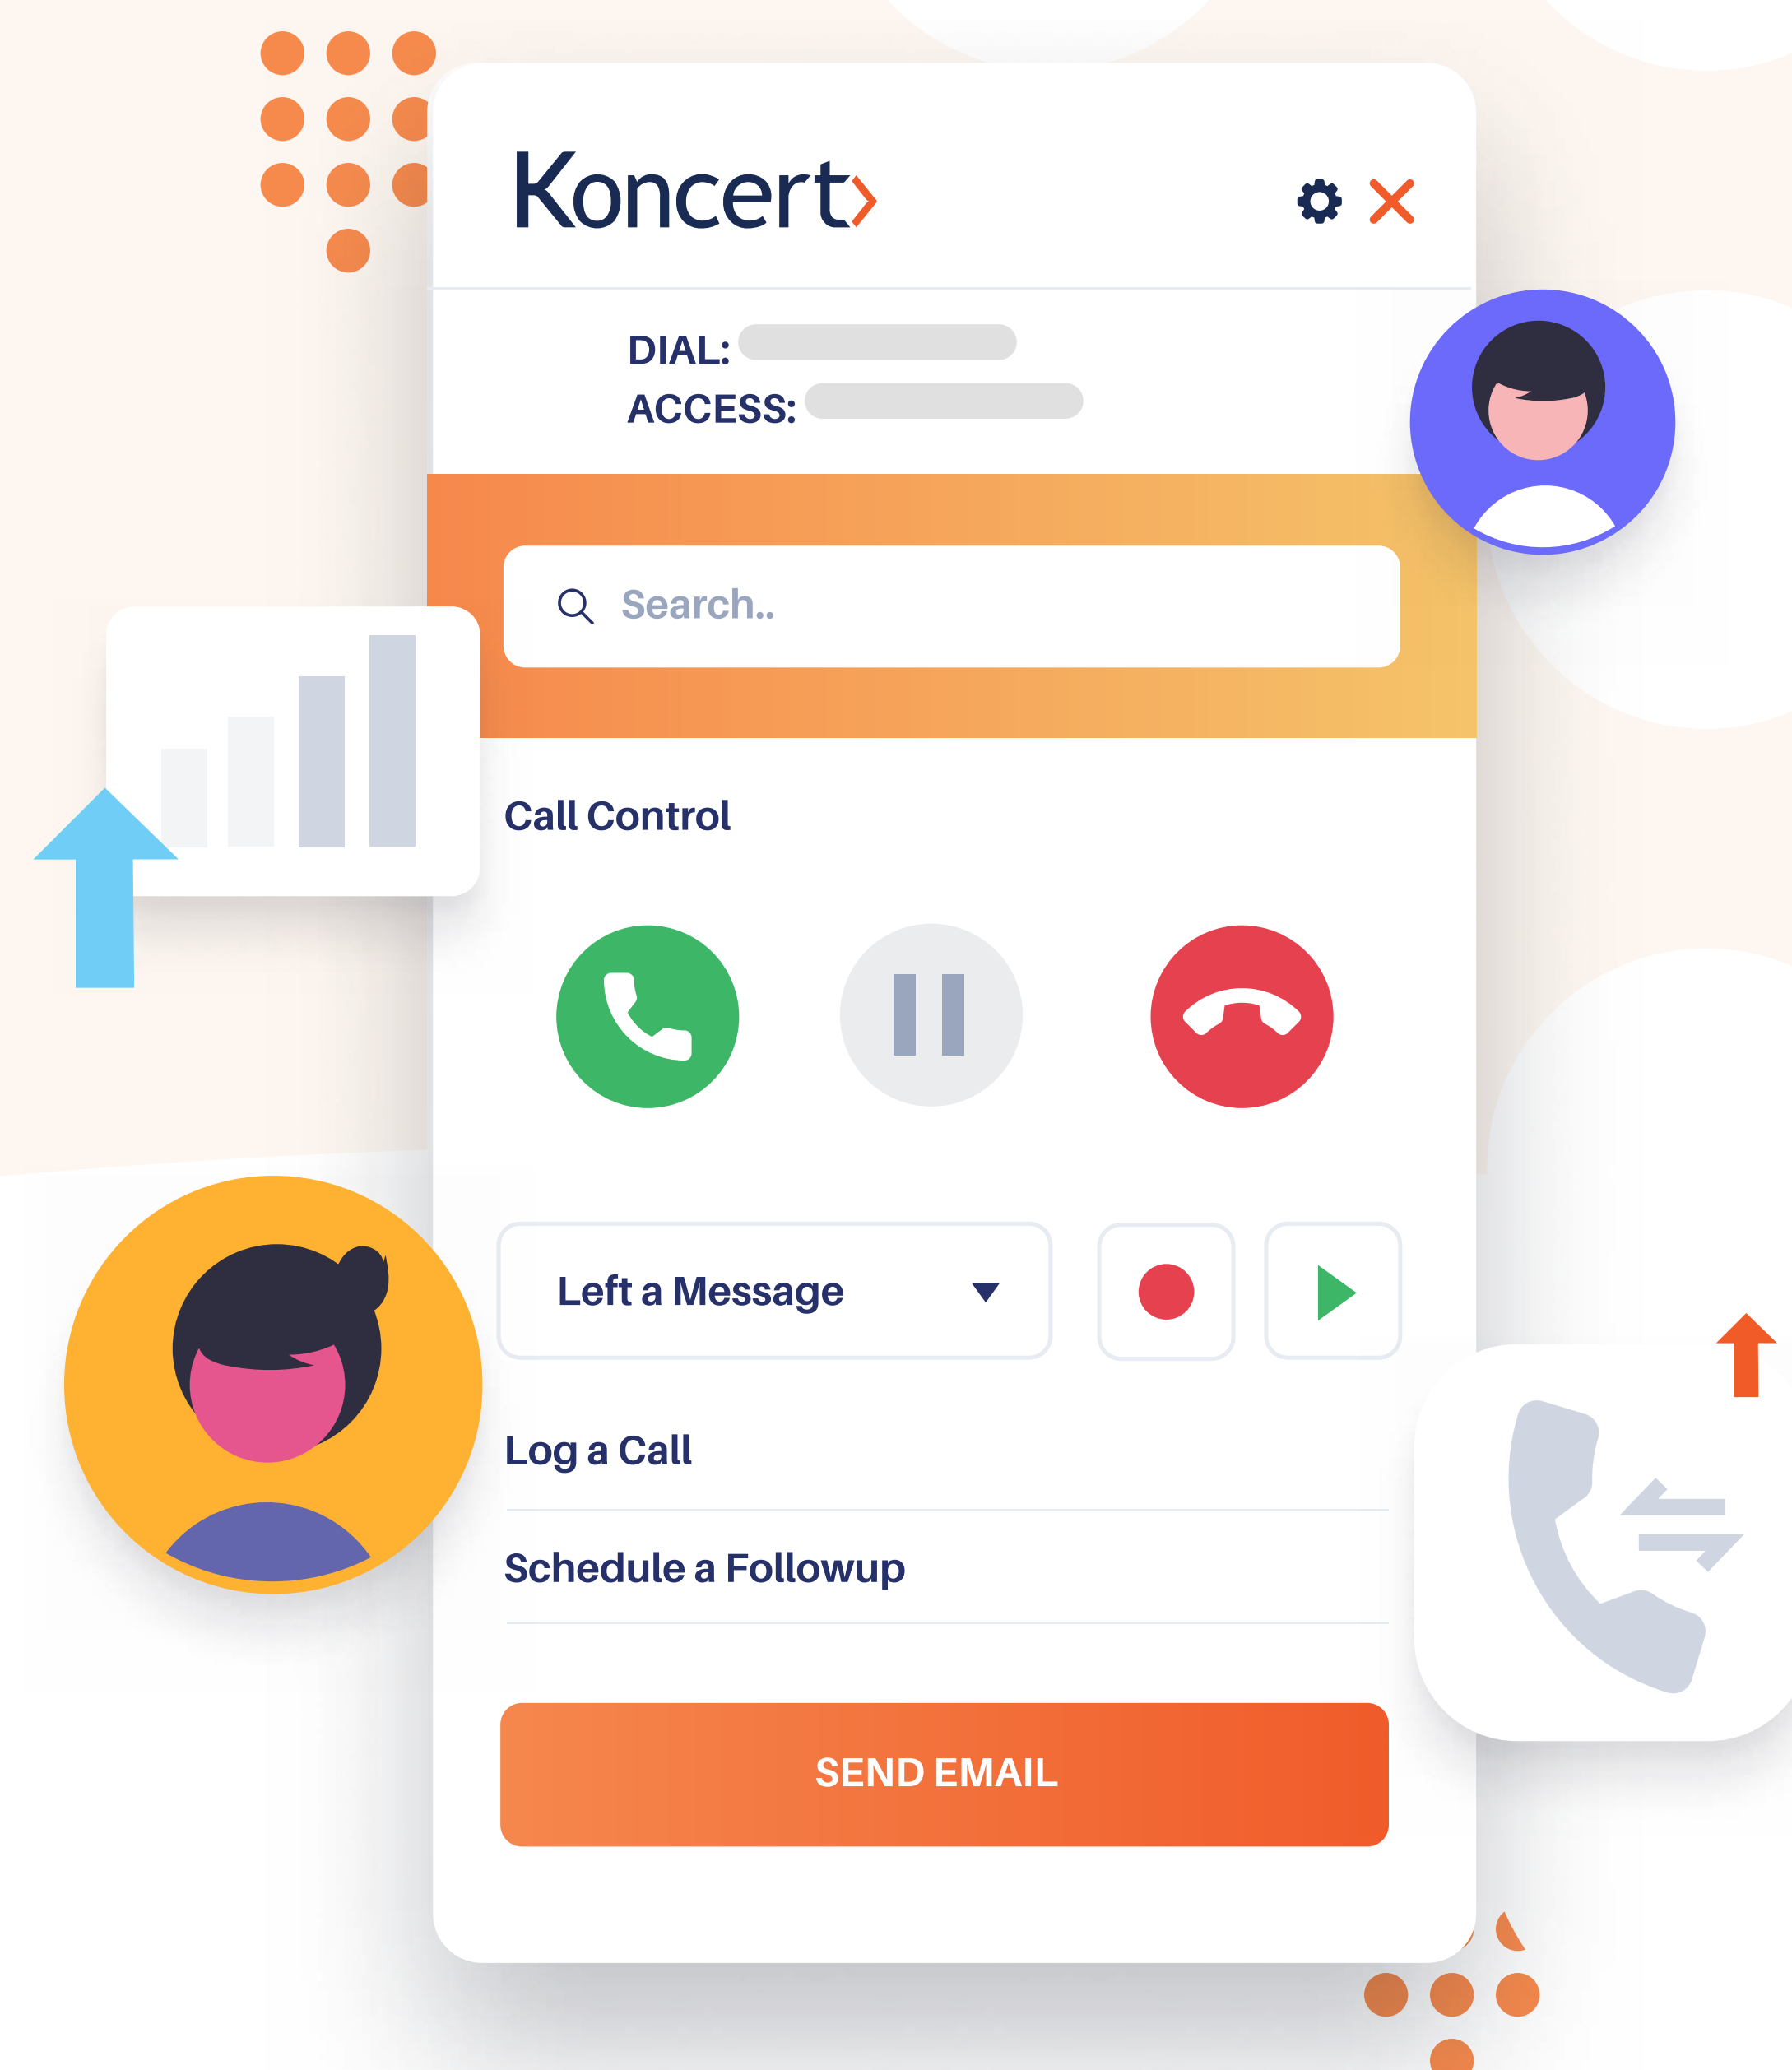 Koncert
DIAL:
ACCESS:
Search..
Call Control
Left a Message
Log a Call
Schedule a Followup
SEND EMAIL